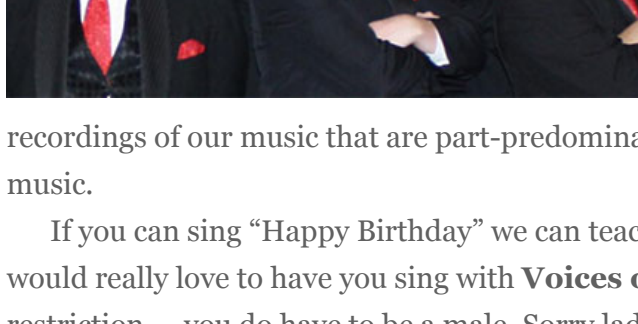 recordings of our music that are part-predomina
music.
If you can sing “Happy Birthday” we can teac
would really love to have you sing with Voices o
restriction — you do have to be a male. Sorry lad